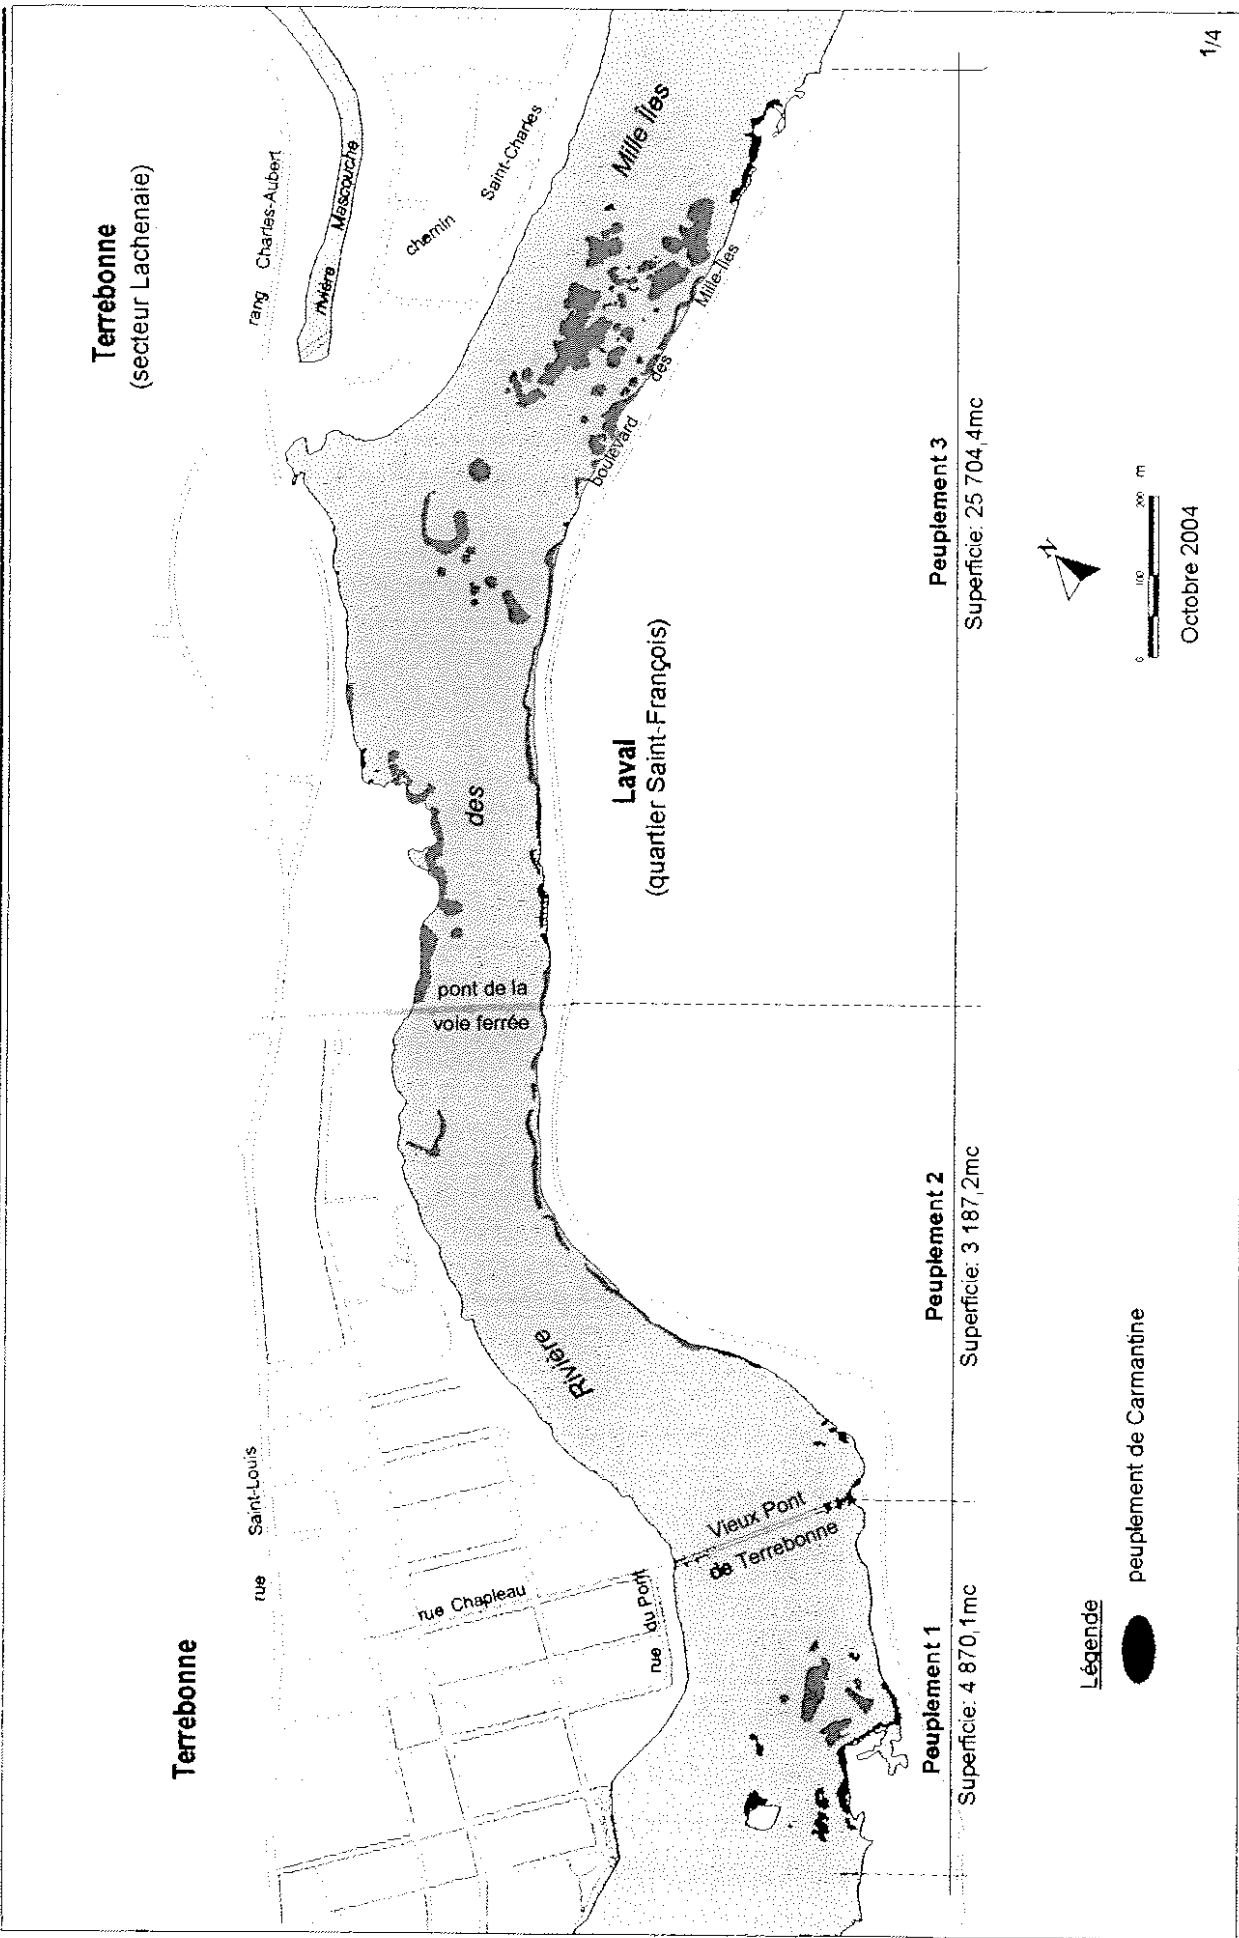 Terrebonne
Terrebonne
(secteur Lachenaie)
rue Saint-Louis
rang Charles-Aubert
rivière Mascouche
chemin Saint-Charles
rue Chapleau
rue du Pont
Rivière
des
Mille Îles
Vieux Pont
de Terrebonne
pont de la
voie ferrée
boulevard des Mille-Îles
Laval
(quartier Saint-François)
Peuplement 1
Superficie: 4 870,1mc
Peuplement 2
Superficie: 3 187,2mc
Peuplement 3
Superficie: 25 704,4mc
Légende
peuplement de Carmantine
N
0 100 200 m
Octobre 2004
1/4